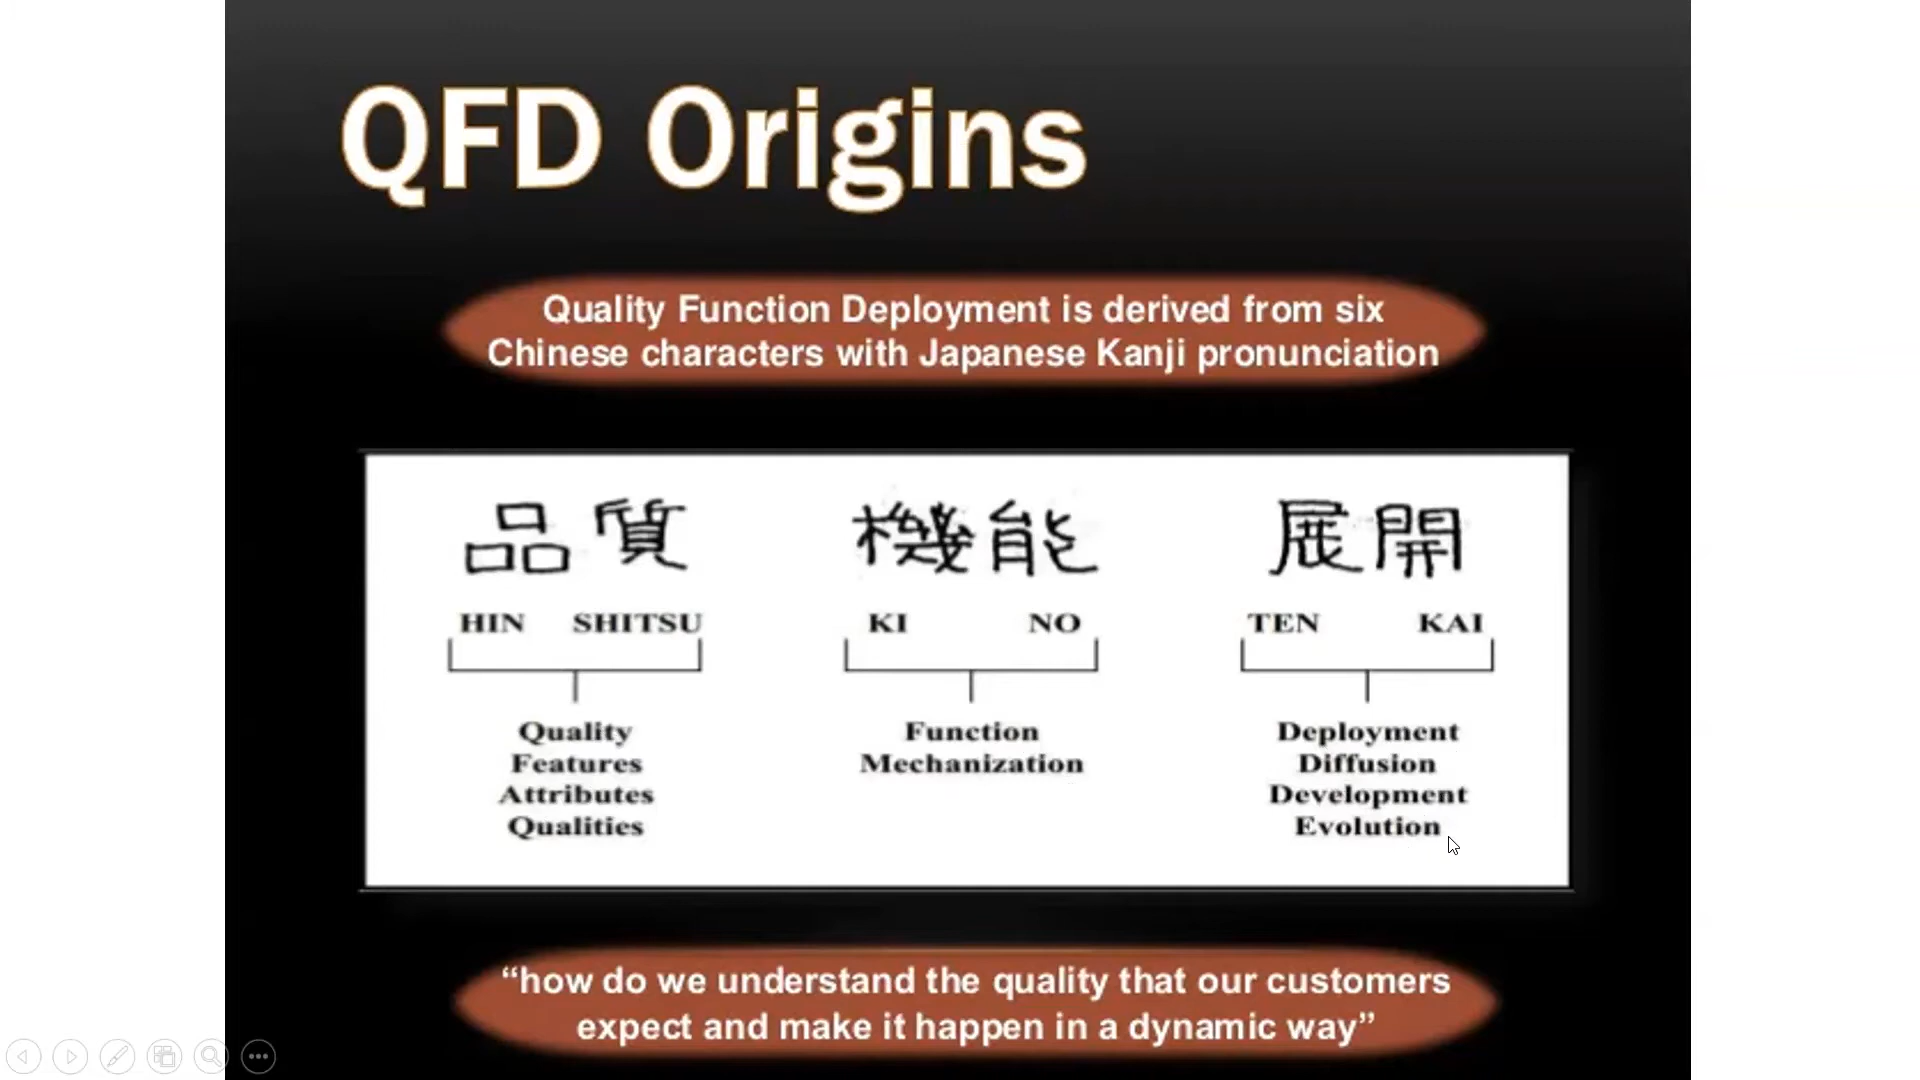 QFD Origins
Quality Function Deployment is derived from six
Chinese characters with Japanese Kanji pronunciation
品質 機能 展開
HIN SHITSU KI NO TEN KAI
Quality
Features
Attributes
Qualities
Function
Mechanization
Deployment
Diffusion
Development
Evolution
“how do we understand the quality that our customers
expect and make it happen in a dynamic way”